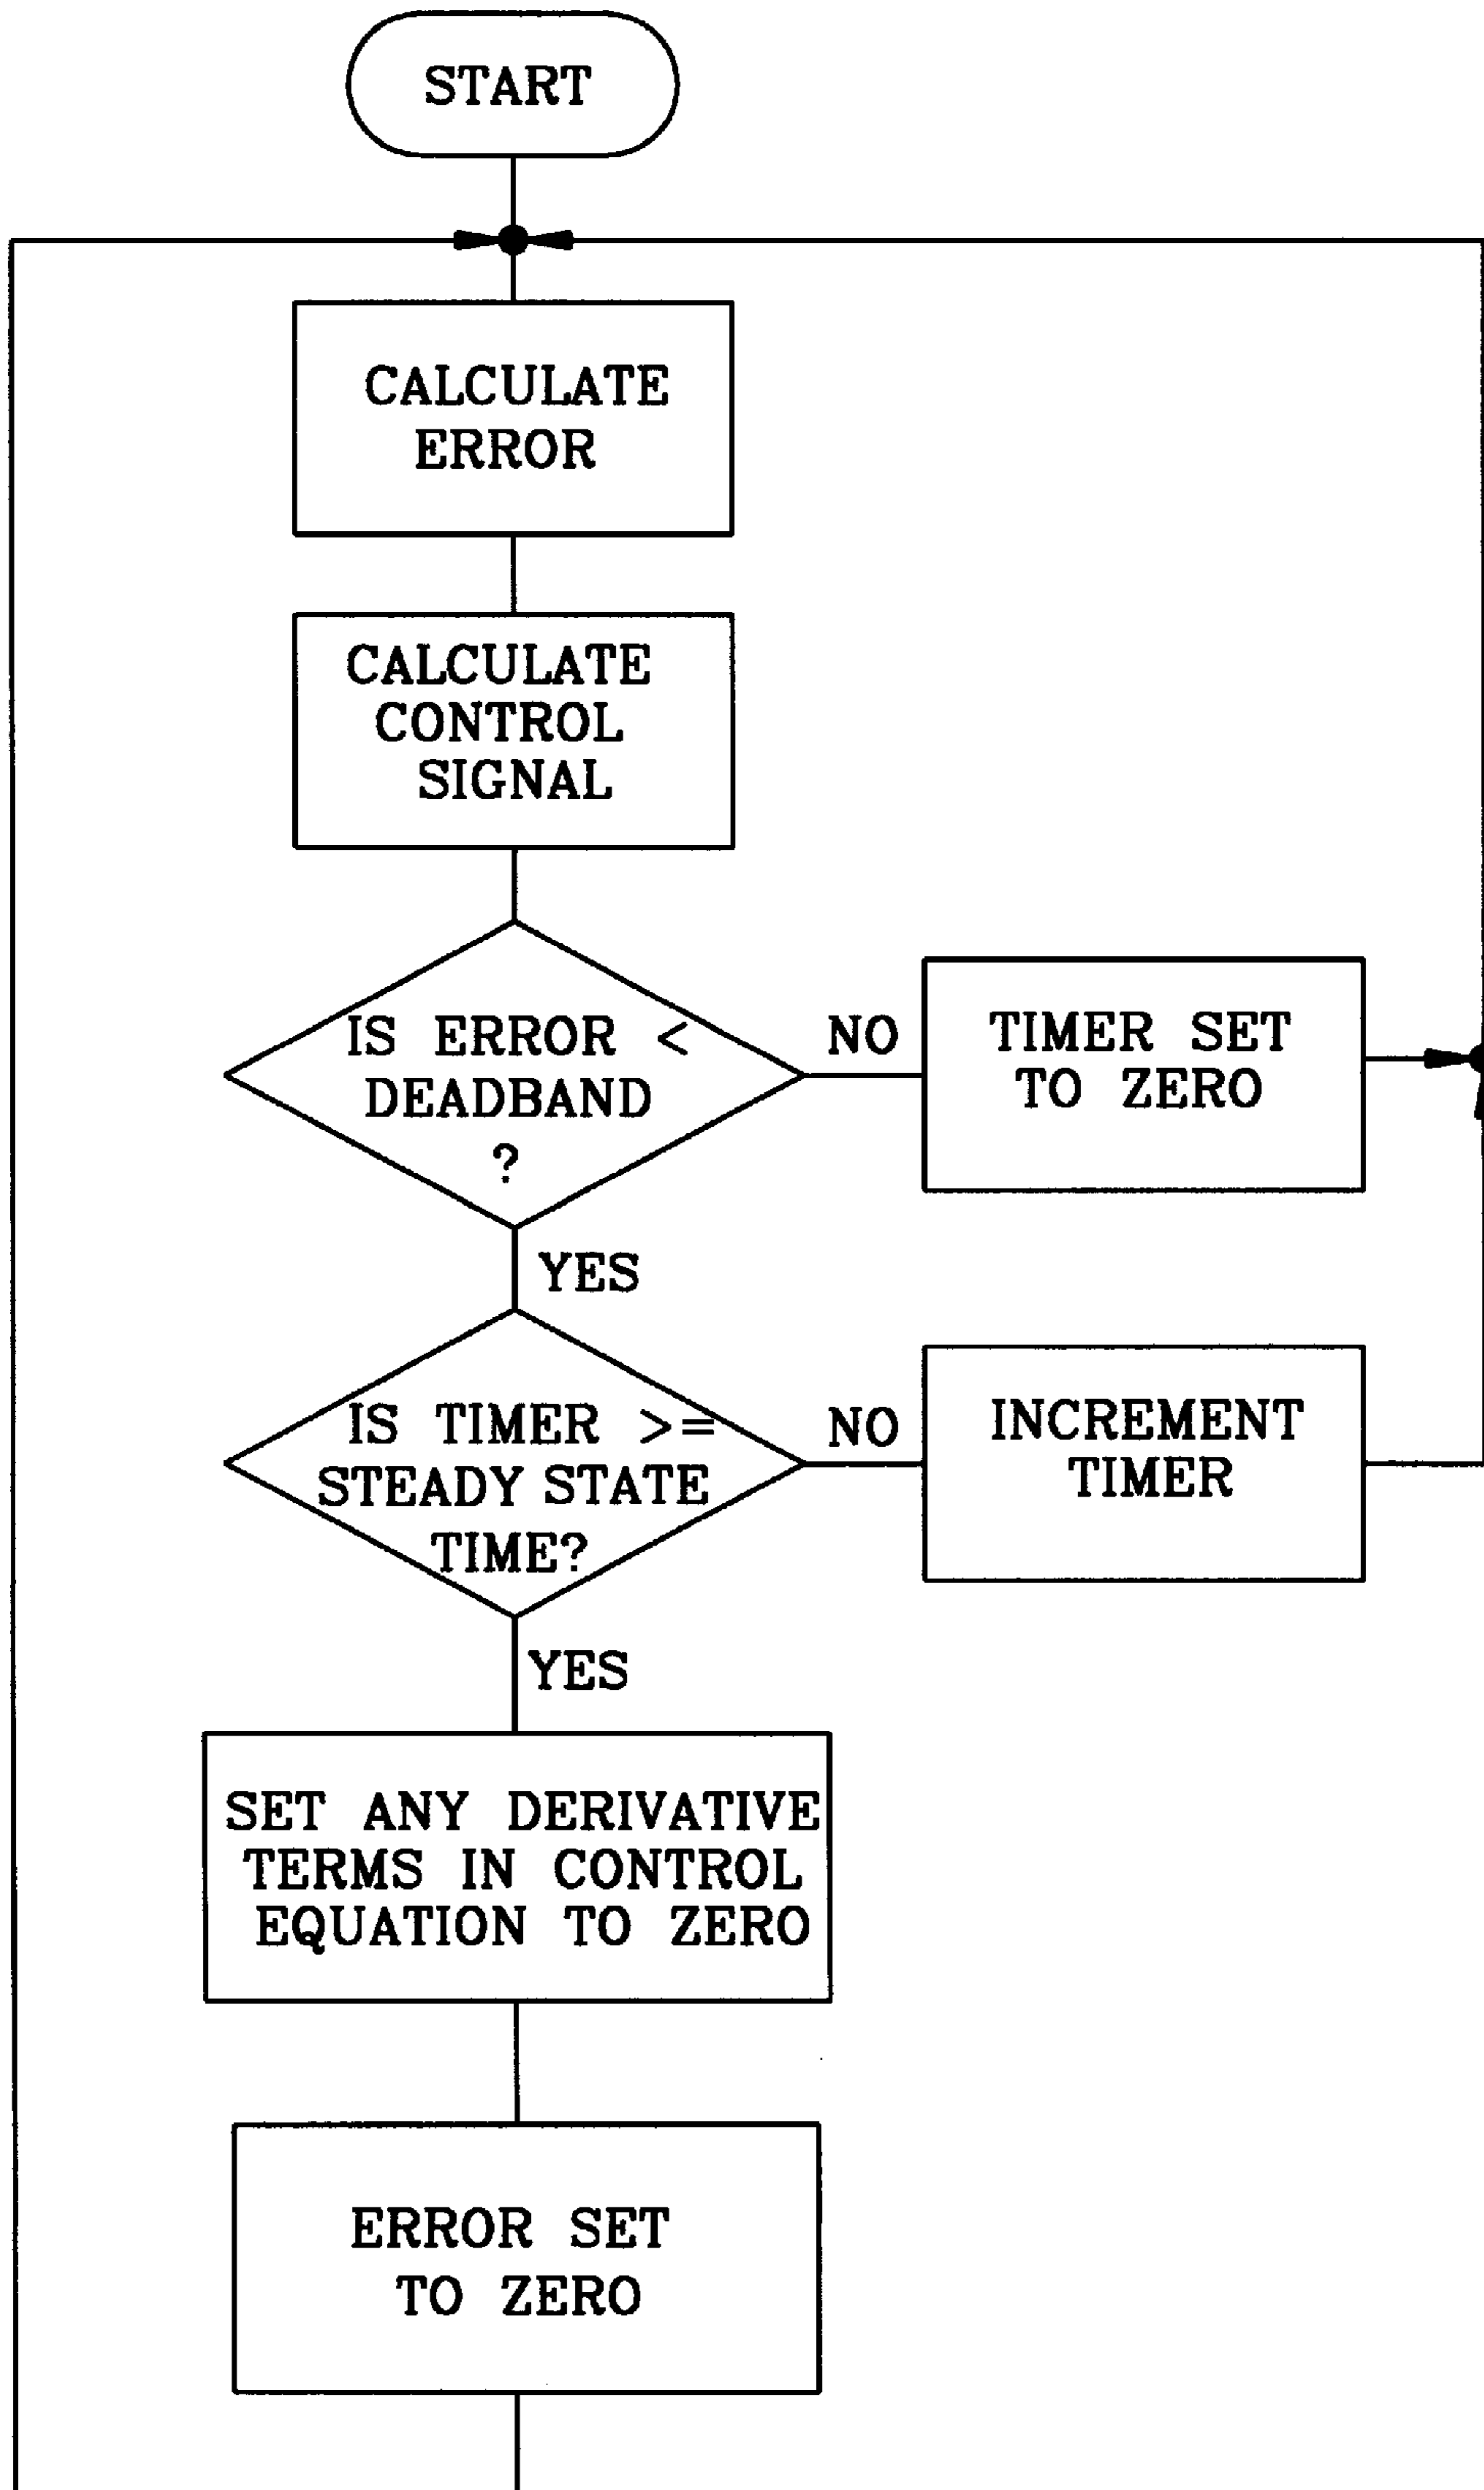 START
CALCULATE
ERROR
CALCULATE
CONTROL
SIGNAL
IS ERROR <
DEADBAND
?
NO
TIMER SET
TO ZERO
YES
IS TIMER >=
STEADY STATE
TIME?
NO
INCREMENT
TIMER
YES
SET ANY DERIVATIVE
TERMS IN CONTROL
EQUATION TO ZERO
ERROR SET
TO ZERO